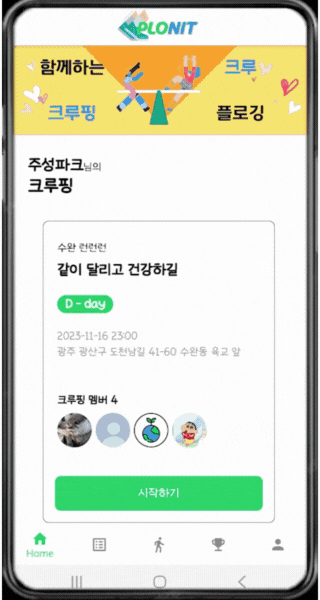 PLONIT
함께하는 크루
크루핑 플로깅
주성파크님의
크루핑
수완 런런런
같이 달리고 건강하길
D - day
2023-11-16 23:00
광주 광산구 도천남길 41-60 수완동 육교 앞
크루핑 멤버 4
시작하기
Home